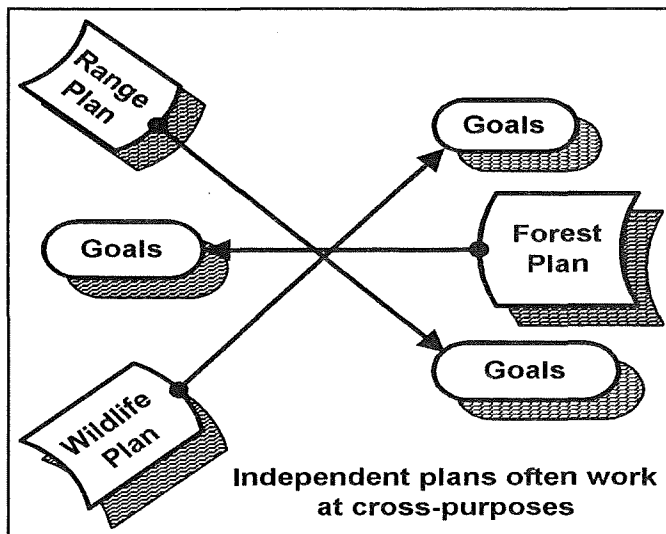 Range
Plan
Goals
Goals
Forest
Plan
Goals
Wildlife
Plan
Independent plans often work
at cross-purposes